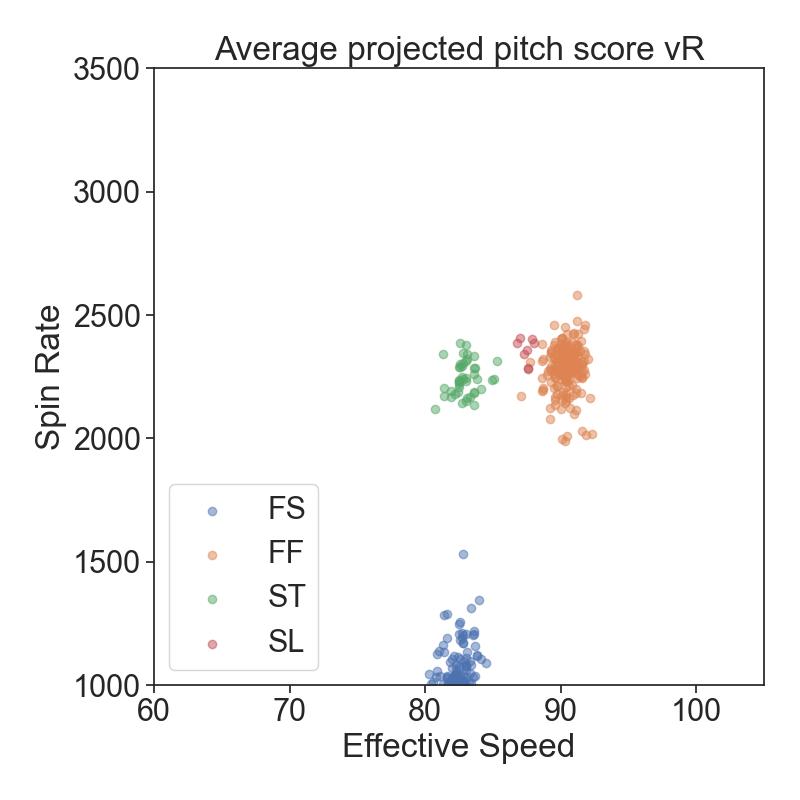 Average projected pitch score vR
3500
3000
2500
2000
1500
1000
Spin Rate
FS
FF
ST
SL
60 70 80 90 100
Effective Speed